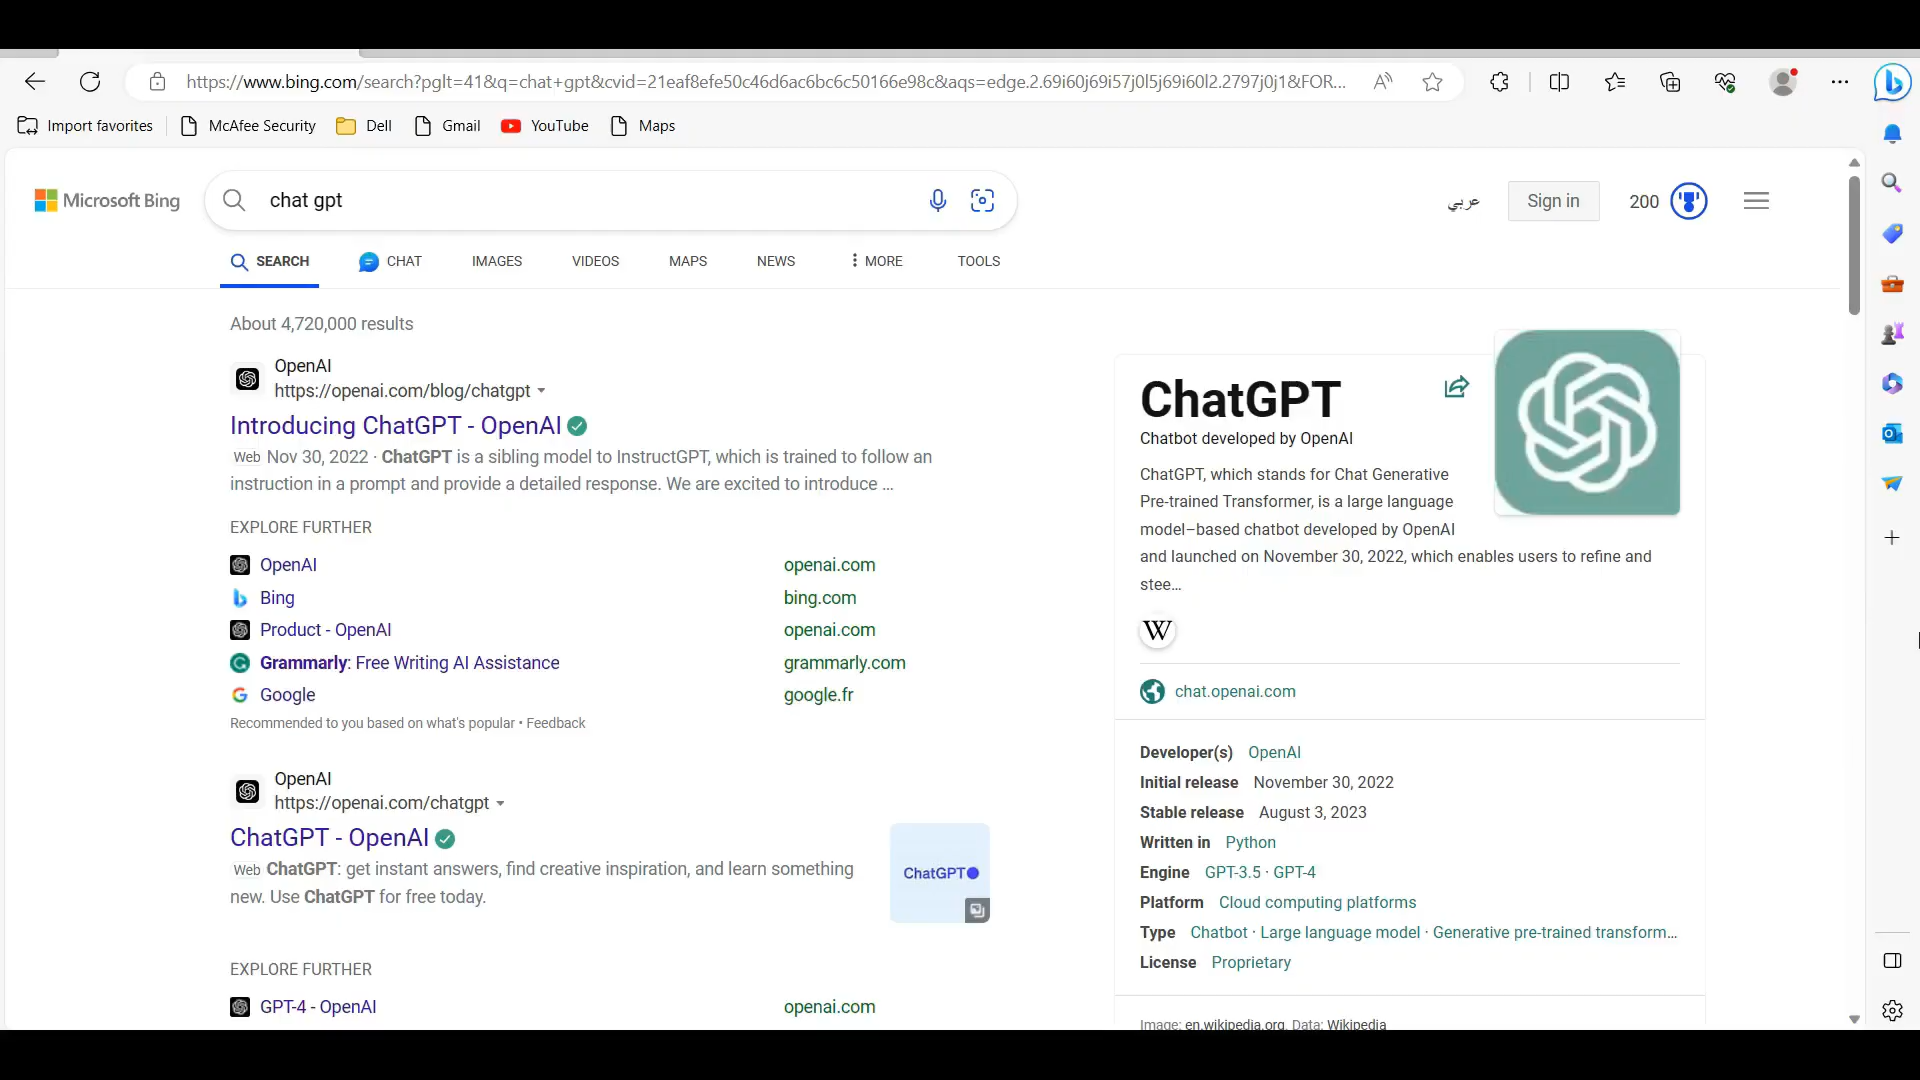 https://www.bing.com/search?pglt=41&q=chat+gpt&cvid=21eaf8efe50c46d6ac6bc6c50166e98c&aqs=edge.2.69i60j69i57j0l5j69i60l2.2797j0j1&FOR...
Import favorites McAfee Security Dell Gmail YouTube Maps
Microsoft Bing chat gpt عربي Sign in 200
SEARCH CHAT IMAGES VIDEOS MAPS NEWS MORE TOOLS
About 4,720,000 results
OpenAI
https://openai.com/blog/chatgpt
Introducing ChatGPT - OpenAI
Web Nov 30, 2022 · ChatGPT is a sibling model to InstructGPT, which is trained to follow an
instruction in a prompt and provide a detailed response. We are excited to introduce ...
EXPLORE FURTHER
OpenAI openai.com
Bing bing.com
Product - OpenAI openai.com
Grammarly: Free Writing AI Assistance grammarly.com
Google google.fr
Recommended to you based on what's popular • Feedback
OpenAI
https://openai.com/chatgpt
ChatGPT - OpenAI
Web ChatGPT: get instant answers, find creative inspiration, and learn something
new. Use ChatGPT for free today.
ChatGPT
EXPLORE FURTHER
GPT-4 - OpenAI openai.com
ChatGPT
Chatbot developed by OpenAI
ChatGPT, which stands for Chat Generative
Pre-trained Transformer, is a large language
model–based chatbot developed by OpenAI
and launched on November 30, 2022, which enables users to refine and
stee...
W
chat.openai.com
Developer(s) OpenAI
Initial release November 30, 2022
Stable release August 3, 2023
Written in Python
Engine GPT-3.5 · GPT-4
Platform Cloud computing platforms
Type Chatbot · Large language model · Generative pre-trained transform...
License Proprietary
Image: en.wikipedia.org, Data: Wikipedia